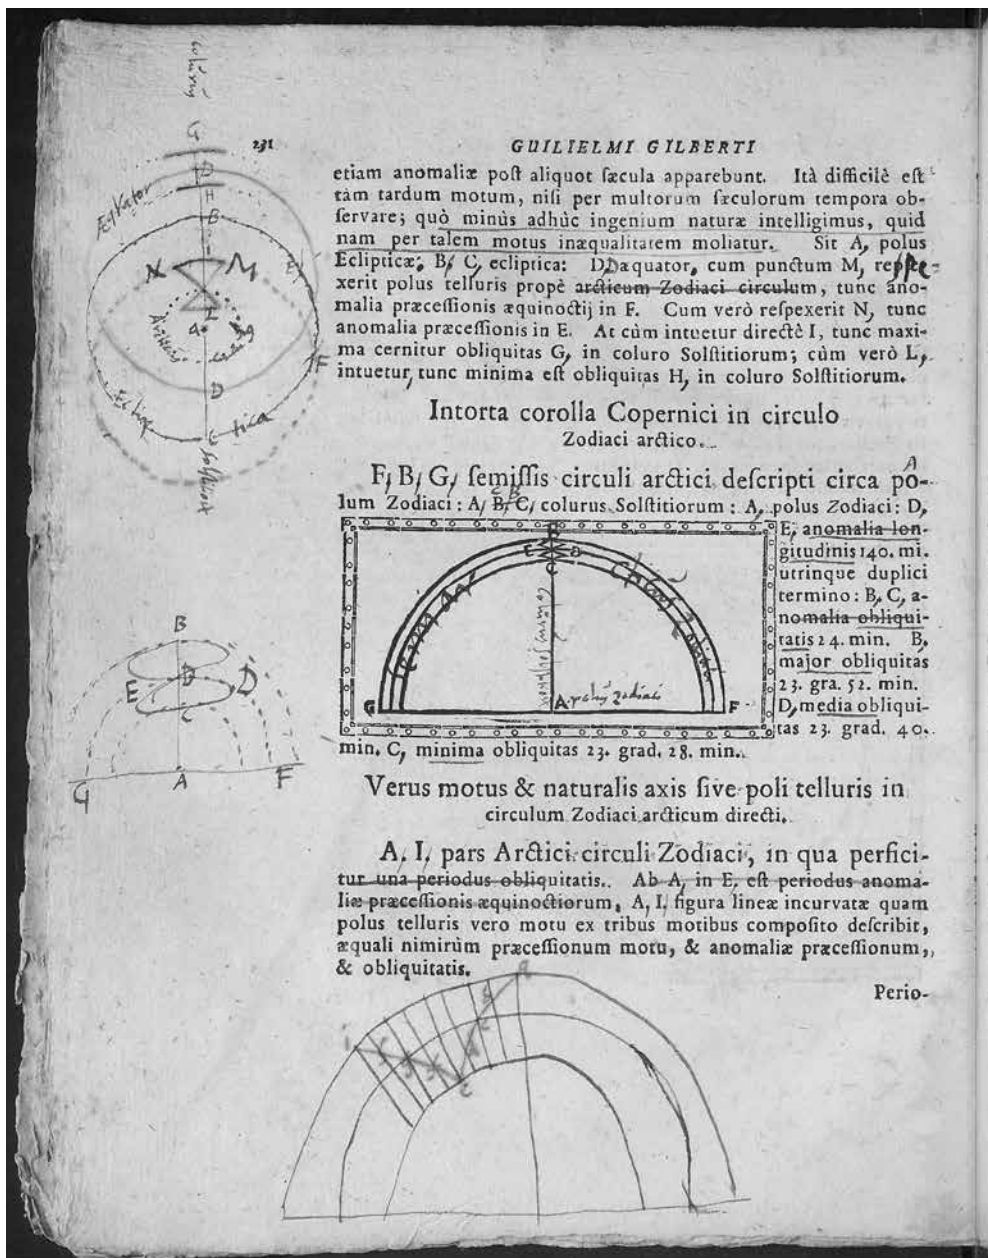 231
GUILIELMI GILBERTI
etiam anomaliæ post aliquot sæcula apparebunt. Ità difficilè est
tàm tardum motum, nisi per multorum sæculorum tempora ob-
servare; quò minùs adhùc ingenium naturæ intelligimus, quid
nam per talem motus inæqualitatem moliatur. Sit A, polus
Eclipticæ; B, C, ecliptica: D, D æquator, cum punctum M, respe-
xerit polus telluris propè arcticum Zodiaci circulum, tunc ano-
malia præcessionis æquinoctij in F. Cum verò respexerit N, tunc
anomalia præcessionis in E. At cùm intuetur directè I, tunc maxi-
ma cernitur obliquitas G, in coluro Solstitiorum; cùm verò L,
intuetur, tunc minima est obliquitas H, in coluro Solstitiorum.
Intorta corolla Copernici in circulo
Zodiaci arctico.
A
F, B, G, semissis circuli arctici descripti circa po-
C B
lum Zodiaci: A, B, C, colurus Solstitiorum: A, polus Zodiaci: D,
E, anomalia lon-
gitudinis 140. mi.
utrinque duplici
termino: B, C, a-
nomalia obliqui-
tatis 24. min. B,
major obliquitas
23. gra. 52. min.
D, media obliqui-
tas 23. grad. 40.
min. C, minima obliquitas 23. grad. 28. min.
B
E D
C
G A polus zodiaci F
Verus motus & naturalis axis sive poli telluris in
circulum Zodiaci arcticum directi.
A, I, pars Arctici circuli Zodiaci, in qua perfici-
tur una periodus obliquitatis. Ab A, in E, est periodus anoma-
liæ præcessionis æquinoctiorum, A, I, figura lineæ incurvatæ quam
polus telluris vero motu ex tribus motibus composito describit,
æquali nimirùm præcessionum motu, & anomaliæ præcessionum,
& obliquitatis.
Perio-
G
D
H
Æquator
B
I
N M
E
L
A
F
D
tica
B
E D D
C
G A F